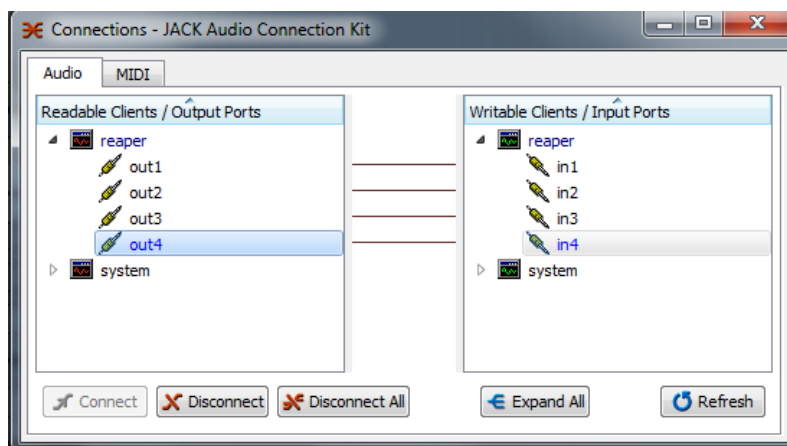 Connections - JACK Audio Connection Kit
Audio MIDI
Readable Clients / Output Ports
reaper
out1
out2
out3
out4
system
Writable Clients / Input Ports
reaper
in1
in2
in3
in4
system
Connect Disconnect Disconnect All Expand All Refresh